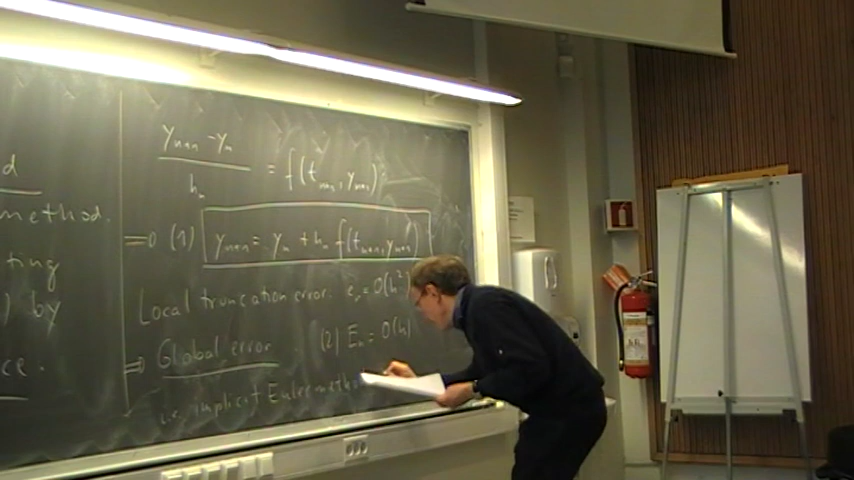 d
method.
ting
) by
ce.
y_{n+1} - y_n
h_n
= f(t_{n+1}, y_{n+1}).
=> (1) y_{n+1} = y_n + h_n f(t_{n+1}, y_{n+1})
Local truncation error: e_n = O(h^2)
=> Global error (2) E_n = O(h)
i.e. implicit Euler metho